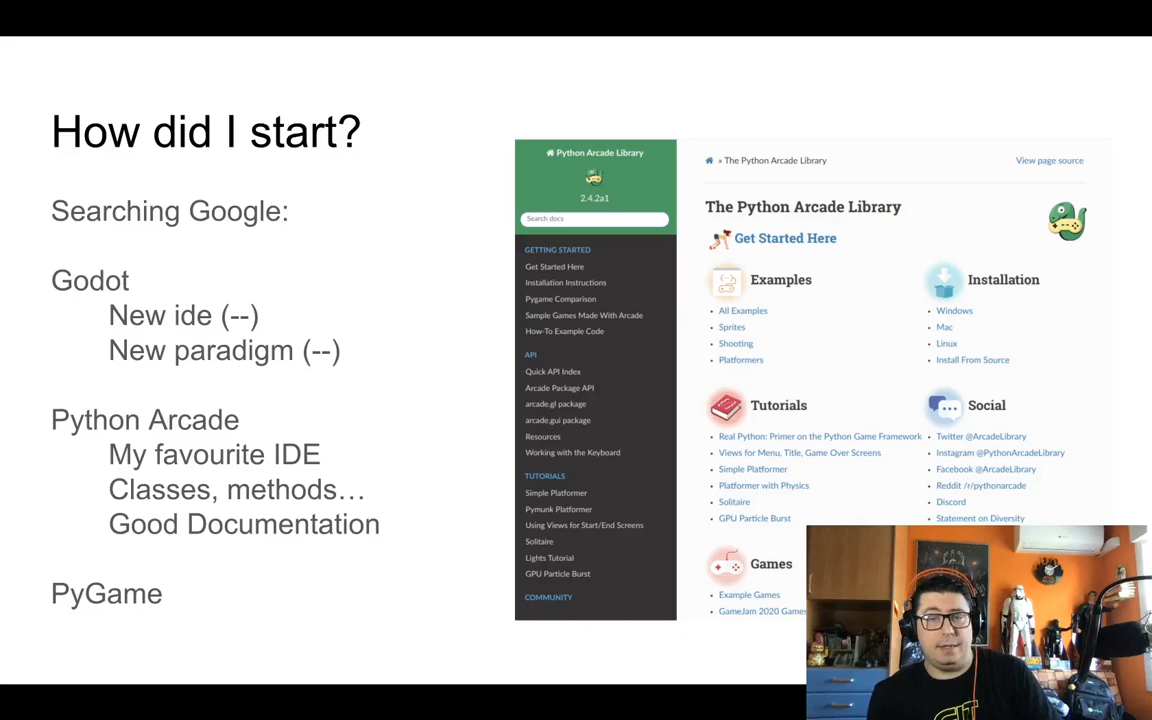 How did I start?
Searching Google:
Godot
New ide (--)
New paradigm (--)
Python Arcade
My favourite IDE
Classes, methods…
Good Documentation
PyGame
Python Arcade Library
2.4.2a1
Search docs
GETTING STARTED
Get Started Here
Installation Instructions
Pygame Comparison
Sample Games Made With Arcade
How-To Example Code
API
Quick API Index
Arcade Package API
arcade.gl package
arcade.gui package
Resources
Working with the Keyboard
TUTORIALS
Simple Platformer
Pymunk Platformer
Using Views for Start/End Screens
Solitaire
Lights Tutorial
GPU Particle Burst
COMMUNITY
» The Python Arcade Library
View page source
The Python Arcade Library
Get Started Here
Examples
• All Examples
• Sprites
• Shooting
• Platformers
Installation
• Windows
• Mac
• Linux
• Install From Source
Tutorials
• Real Python: Primer on the Python Game Framework
• Views for Menu, Title, Game Over Screens
• Simple Platformer
• Platformer with Physics
• Solitaire
• GPU Particle Burst
Social
• Twitter @ArcadeLibrary
• Instagram @PythonArcadeLibrary
• Facebook @ArcadeLibrary
• Reddit /r/pythonarcade
• Discord
• Statement on Diversity
Games
• Example Games
• GameJam 2020 Games